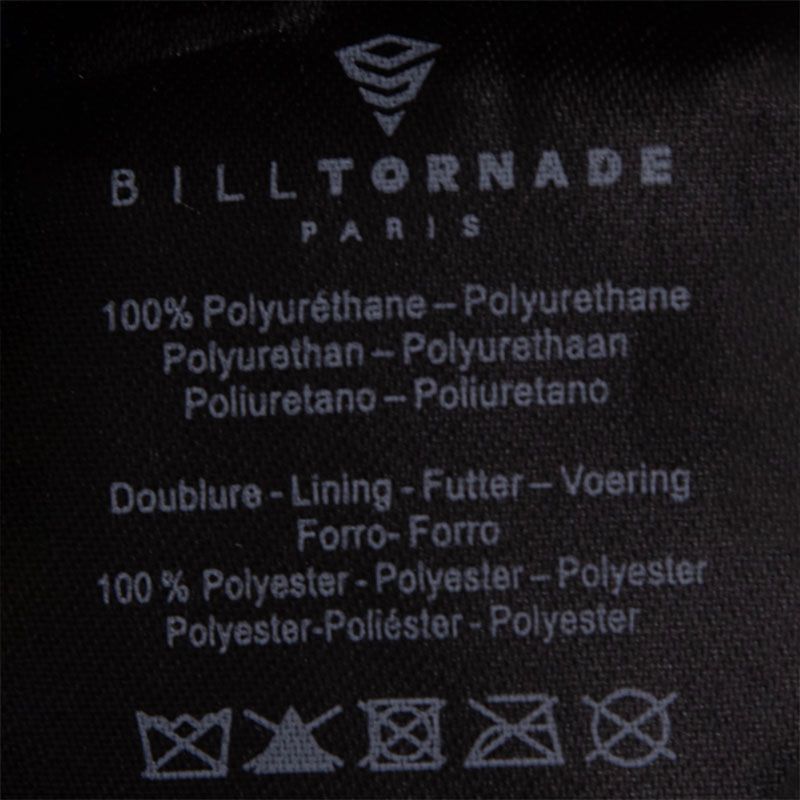 BILLTORNADE
PARIS
100% Polyuréthane – Polyurethane
Polyurethan – Polyurethaan
Poliuretano – Poliuretano
Doublure - Lining - Futter – Voering
Forro- Forro
100 % Polyester - Polyester – Polyester
Polyester-Poliéster - Polyester